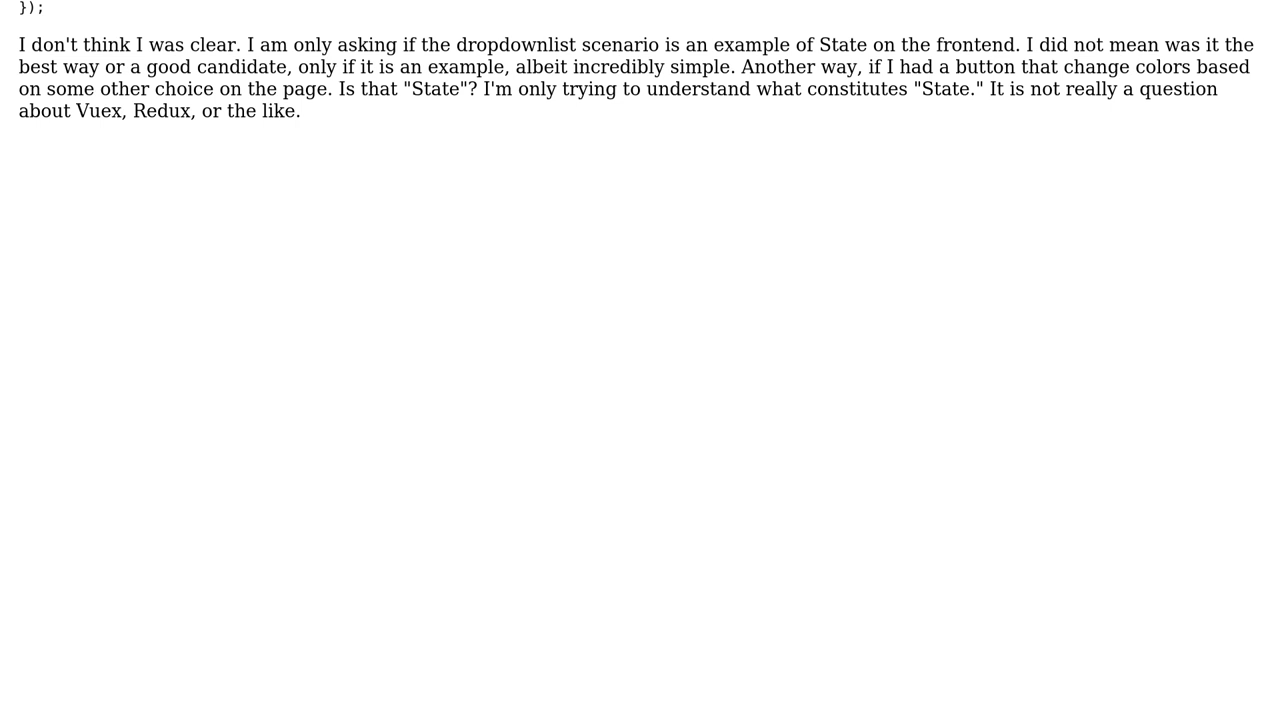 });
I don't think I was clear. I am only asking if the dropdownlist scenario is an example of State on the frontend. I did not mean was it the
best way or a good candidate, only if it is an example, albeit incredibly simple. Another way, if I had a button that change colors based
on some other choice on the page. Is that "State"? I'm only trying to understand what constitutes "State." It is not really a question
about Vuex, Redux, or the like.